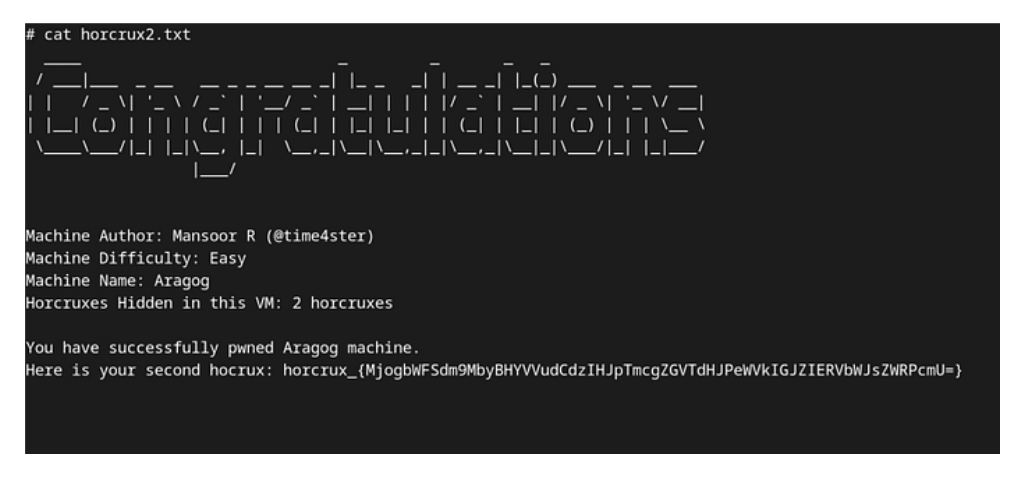 # cat horcrux2.txt
Congratulations
Machine Author: Mansoor R (@time4ster)
Machine Difficulty: Easy
Machine Name: Aragog
Horcruxes Hidden in this VM: 2 horcruxes
You have successfully pwned Aragog machine.
Here is your second hocrux: horcrux_{MjogbWFSdm9MbyBHYVVudCdzIHJpTmcgZGVTdHJPeWVkIGJZIERVbWJsZWRPcmU=}